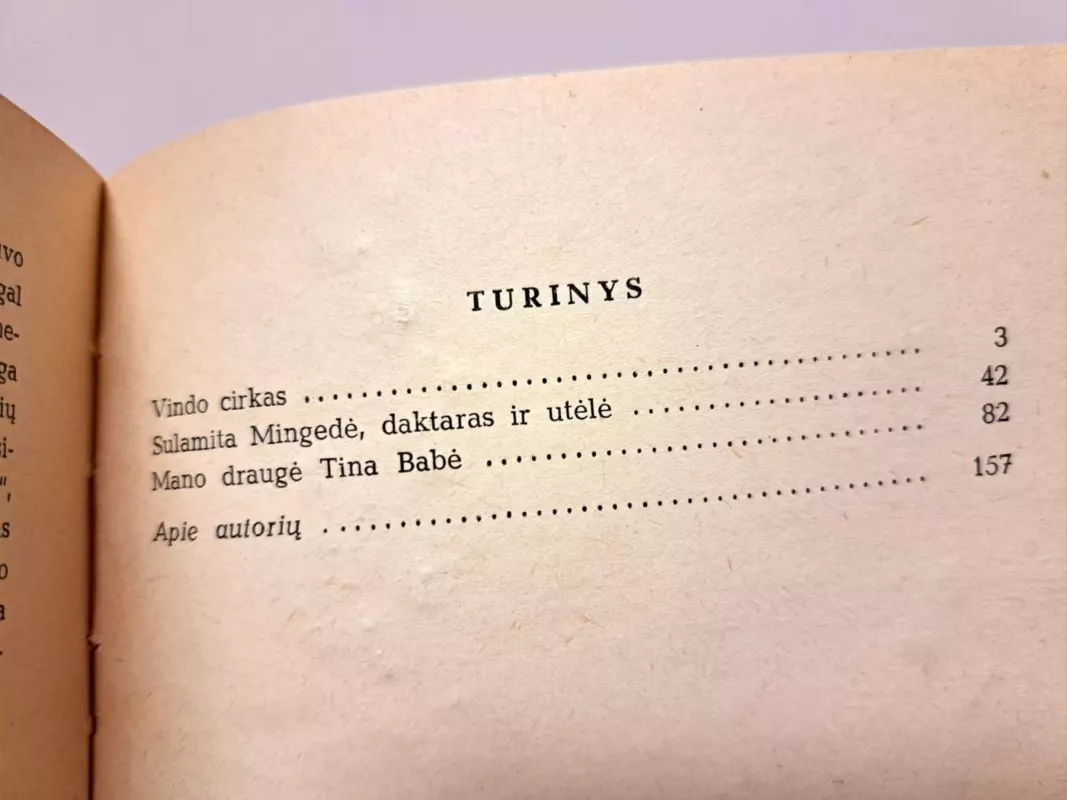 TURINYS
Vindo cirkas 3
Sulamita Mingedė, daktaras ir utėlė 42
Mano draugė Tina Babė 82
Apie autorių 157